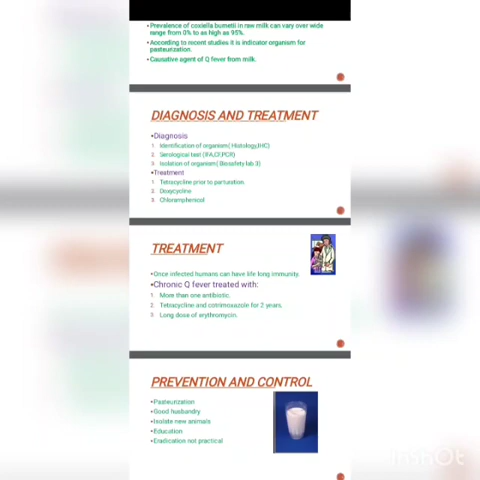 •Prevalence of coxiella burnetii in raw milk can vary over wide
range from 0% to as high as 95%.
•According to recent studies it is indicator organism for
pasteurization.
•Causative agent of Q fever from milk.
DIAGNOSIS AND TREATMENT
•Diagnosis
1. Identification of organism( Histology,IHC)
2. Serological test (IFA,CF,PCR)
3. Isolation of organism( Biosafety lab 3)
•Treatment
1. Tetracycline prior to parturation.
2. Doxycycline
3. Chloramphenicol
TREATMENT
•Once infected humans can have life long immunity.
•Chronic Q fever treated with:
1. More than one antibiotic.
2. Tetracycline and cotrimoxazole for 2 years.
3. Long dose of erythromycin.
PREVENTION AND CONTROL
•Pasteurization
•Good husbandry
•Isolate new animals
•Education
•Eradication not practical
InShOt